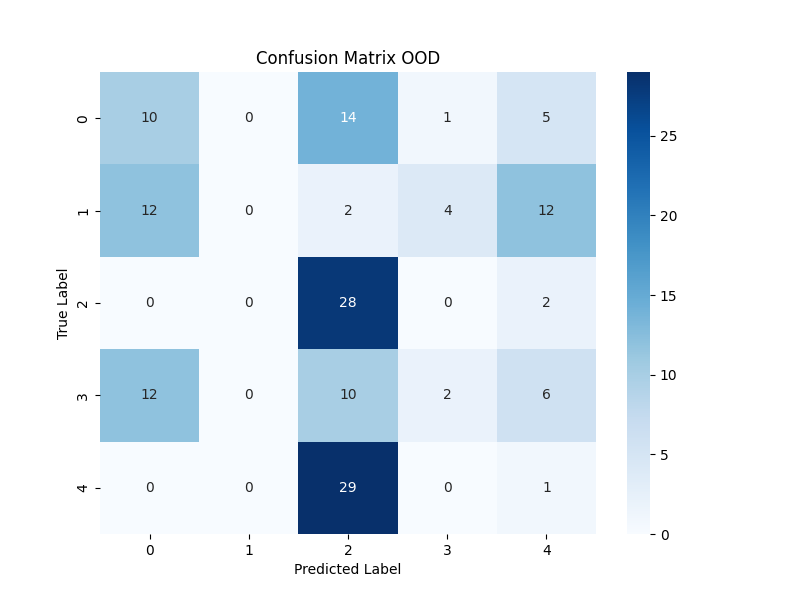 Confusion Matrix OOD
0 10 0 14 1 5
1 12 0 2 4 12
2 0 0 28 0 2
3 12 0 10 2 6
4 0 0 29 0 1
0 1 2 3 4
Predicted Label
True Label
25
20
15
10
5
0